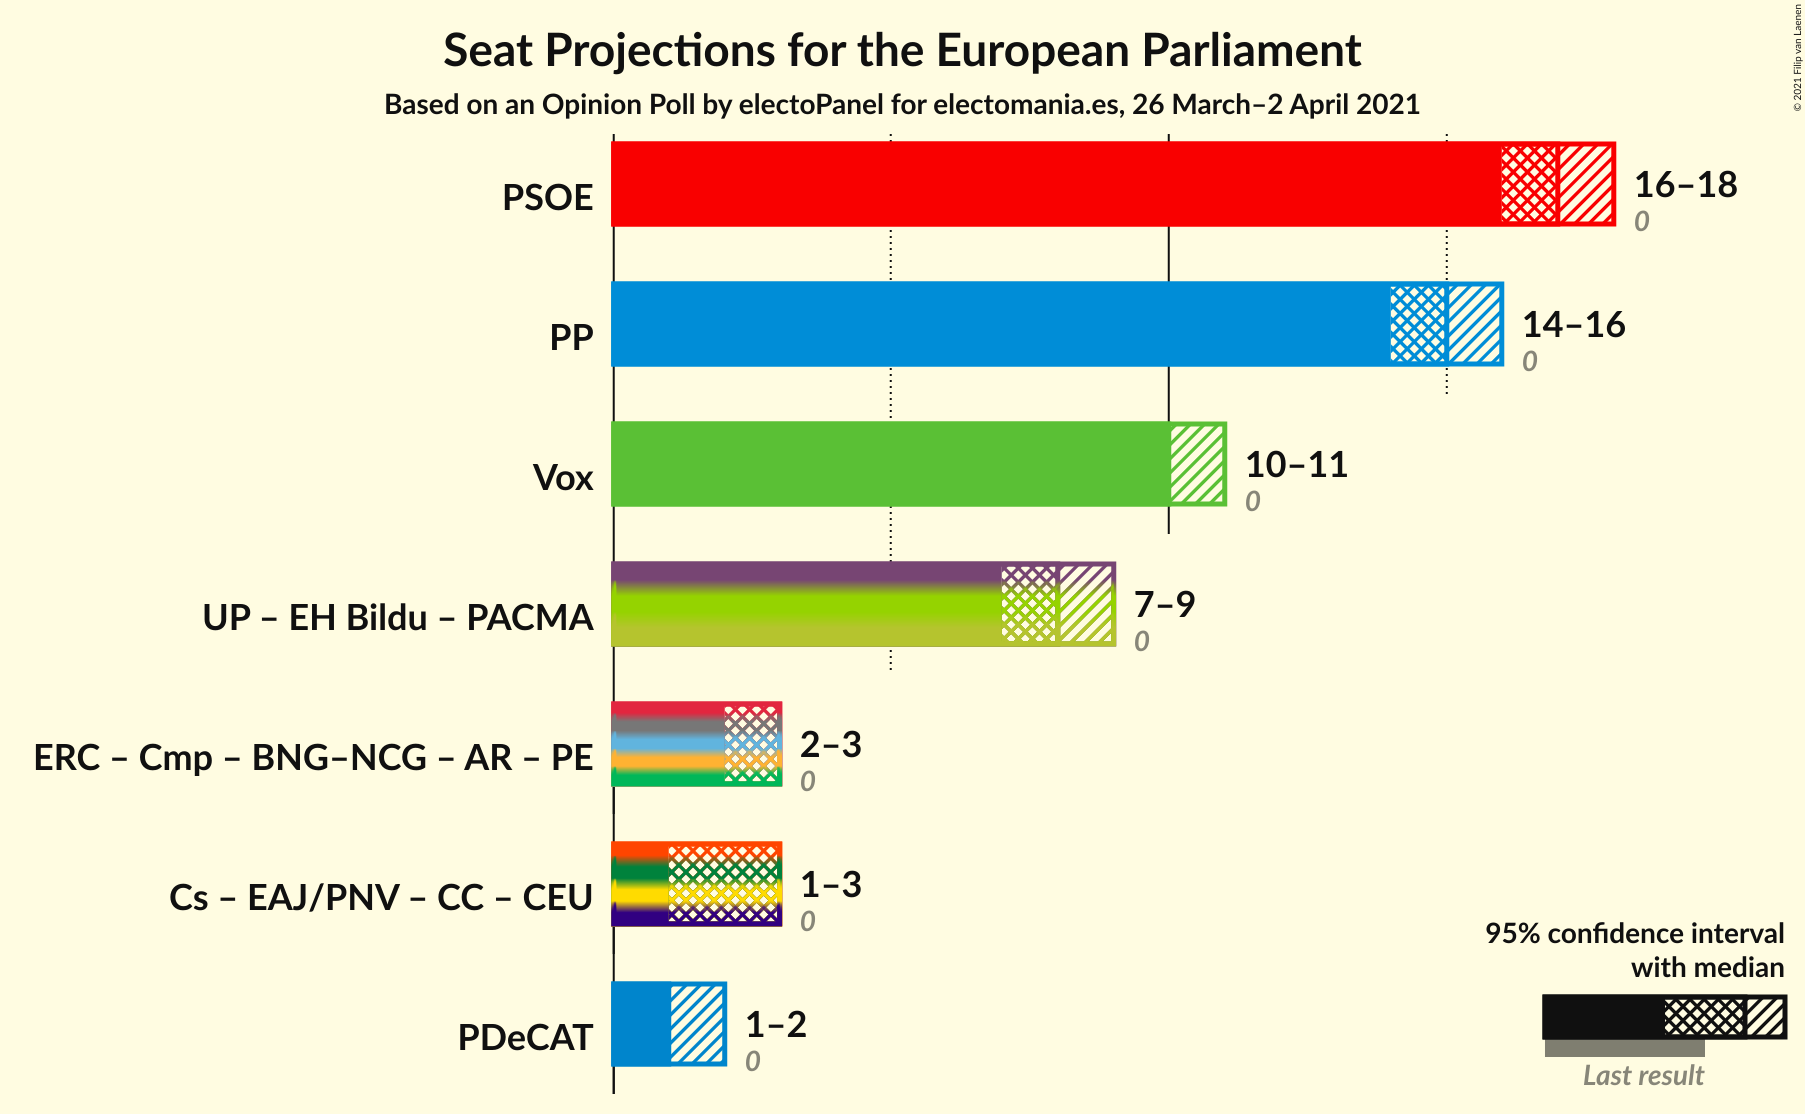 Seat Projections for the European Parliament
Based on an Opinion Poll by electoPanel for electomania.es, 26 March–2 April 2021
© 2021 Filip van Laenen
PSOE
16–18
0
PP
14–16
0
Vox
10–11
0
UP – EH Bildu – PACMA
7–9
0
ERC – Cmp – BNG–NCG – AR – PE
2–3
0
Cs – EAJ/PNV – CC – CEU
1–3
0
PDeCAT
1–2
0
95% confidence interval
with median
Last result